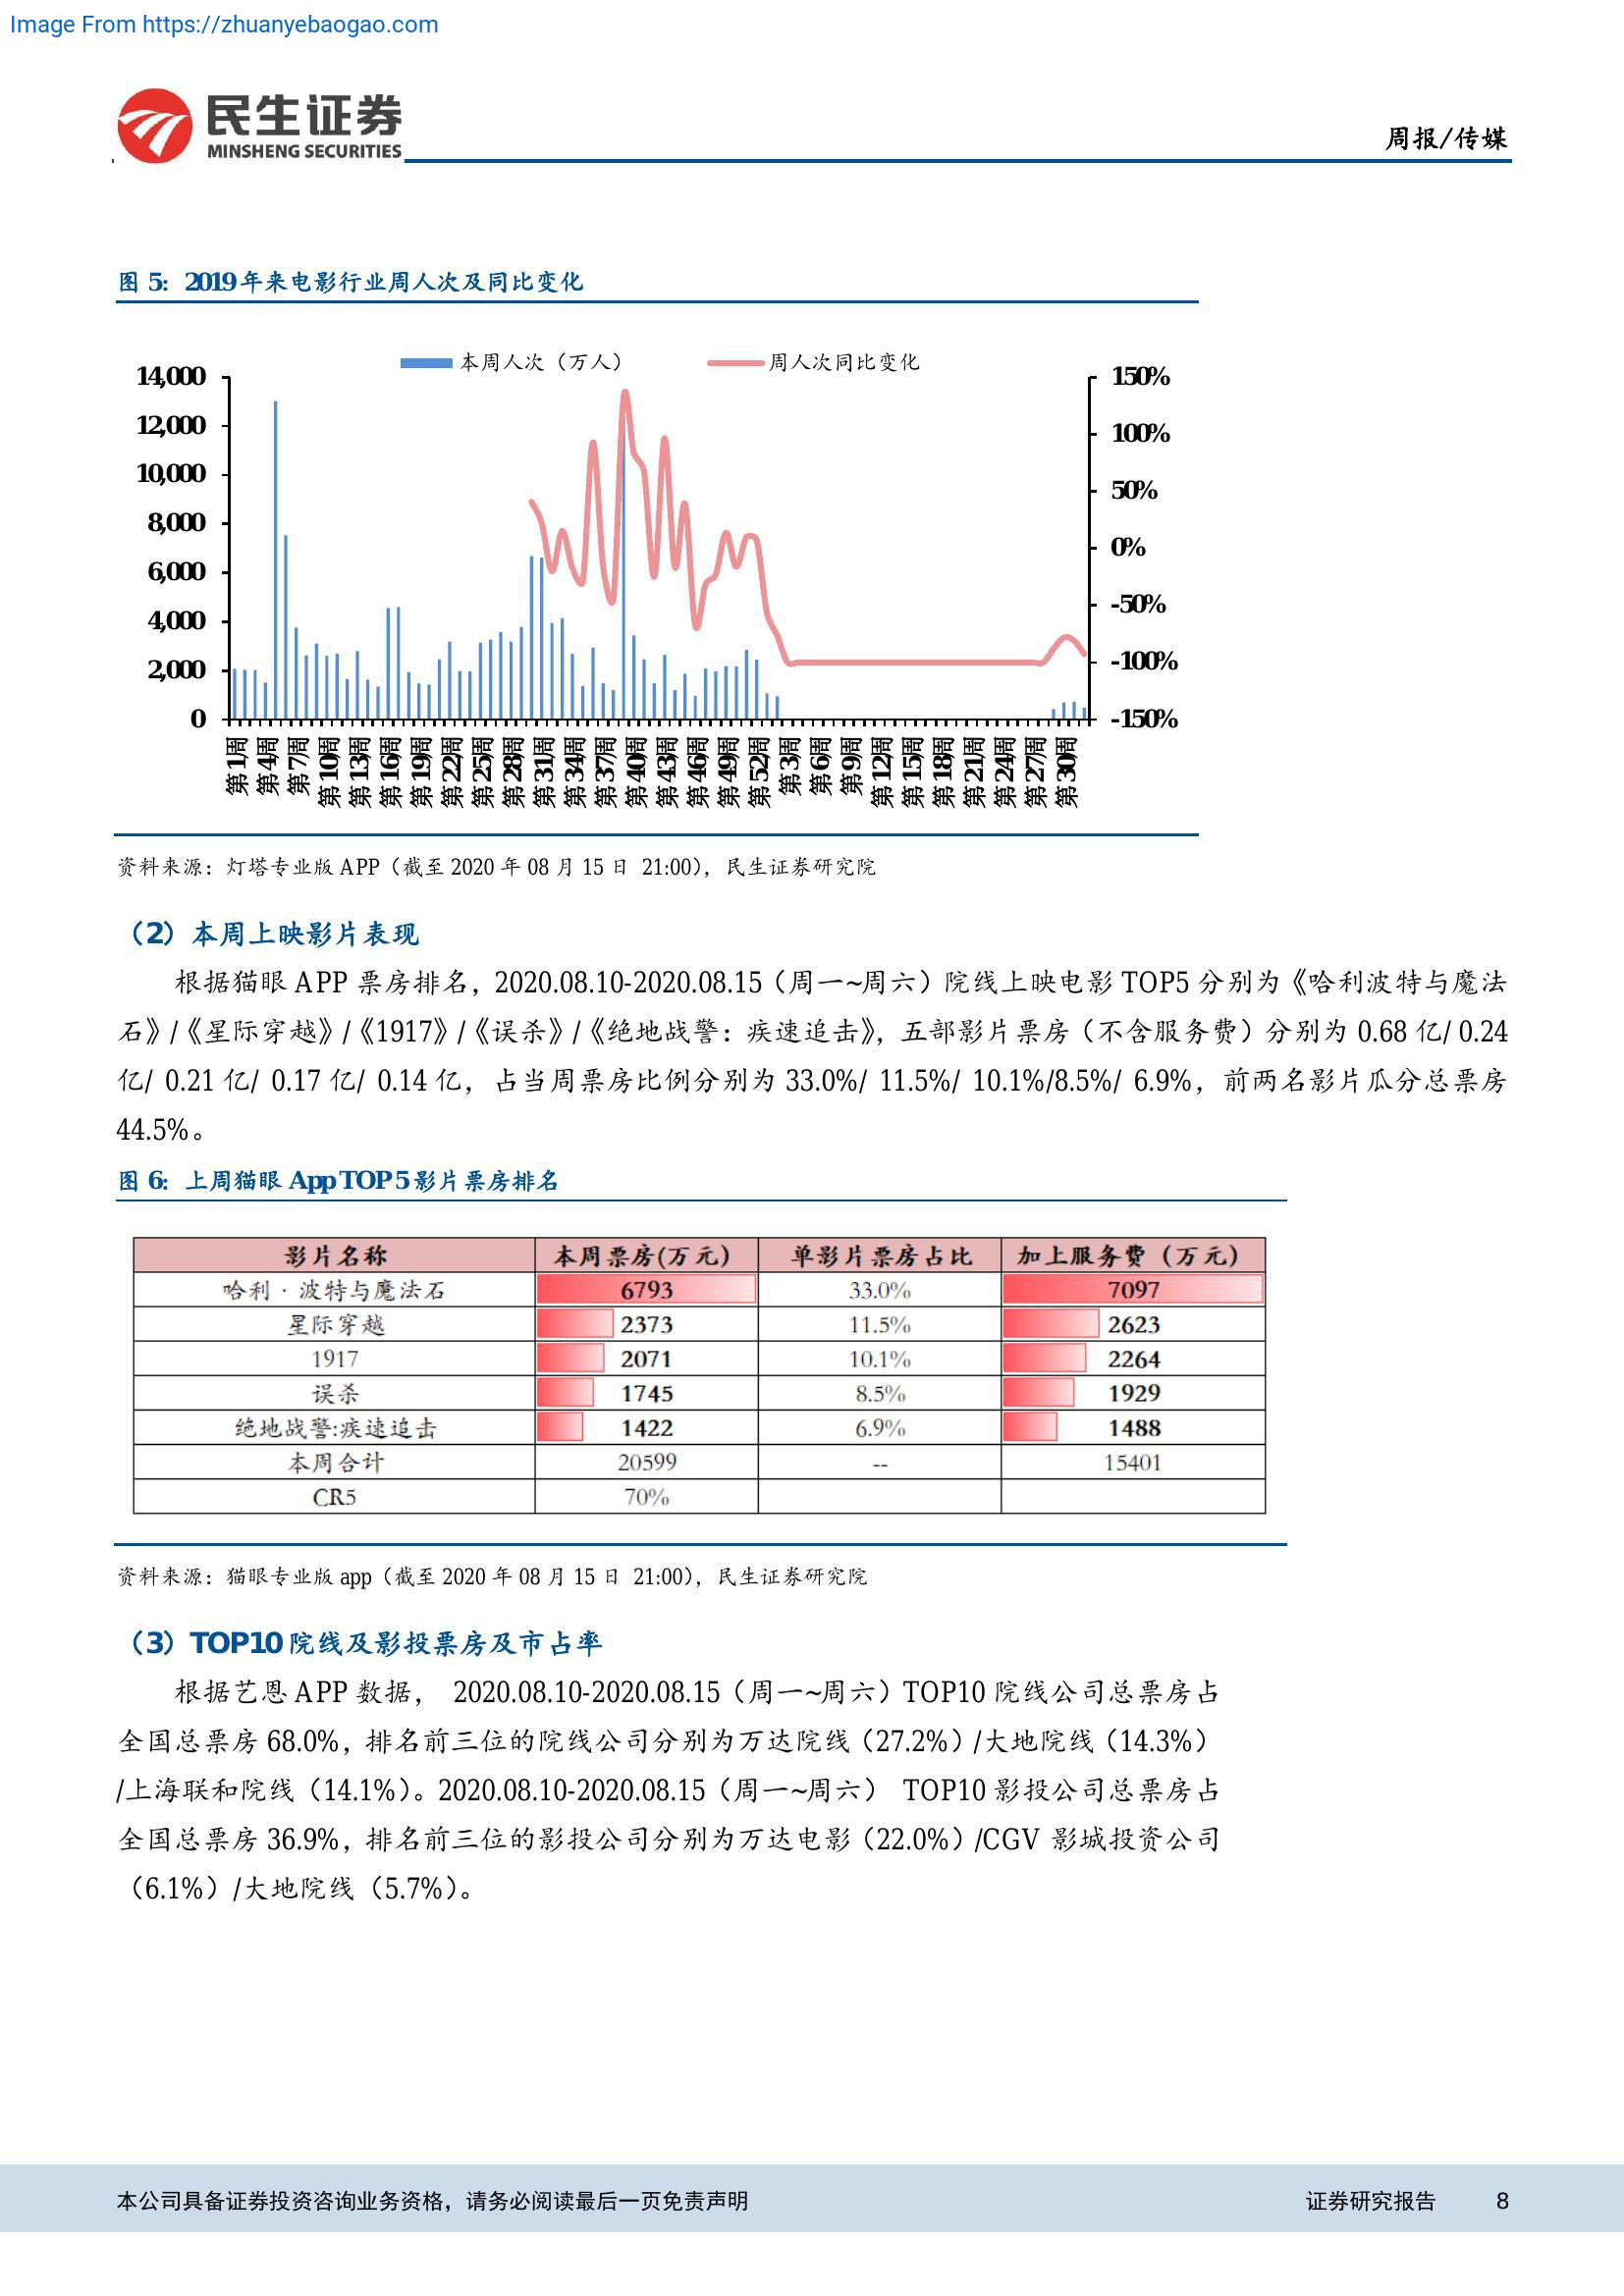 Image From https://zhuanyebaogao.com
民生证券
MINSHENG SECURITIES
周报/传媒
图 5：2019年来电影行业周人次及同比变化
本周人次（万人） 周人次同比变化
14,000 150%
12,000 100%
10,000 50%
8,000 0%
6,000 -50%
4,000 -100%
2,000 -150%
0
第1周 第4周 第7周 第10周 第13周 第16周 第19周 第22周 第25周 第28周 第31周 第34周 第37周 第40周 第43周 第46周 第49周 第52周 第3周 第6周 第9周 第12周 第15周 第18周 第21周 第24周 第27周 第30周
资料来源：灯塔专业版 APP（截至 2020 年 08 月 15 日 21:00），民生证券研究院
（2）本周上映影片表现
根据猫眼 APP 票房排名，2020.08.10-2020.08.15（周一~周六）院线上映电影 TOP5 分别为《哈利波特与魔法
石》/《星际穿越》/《1917》/《误杀》/《绝地战警：疾速追击》，五部影片票房（不含服务费）分别为 0.68 亿/ 0.24
亿/ 0.21 亿/ 0.17 亿/ 0.14 亿，占当周票房比例分别为 33.0%/ 11.5%/ 10.1%/8.5%/ 6.9%，前两名影片瓜分总票房
44.5%。
图 6：上周猫眼 App TOP 5 影片票房排名
影片名称 本周票房(万元) 单影片票房占比 加上服务费（万元）
哈利·波特与魔法石 6793 33.0% 7097
星际穿越 2373 11.5% 2623
1917 2071 10.1% 2264
误杀 1745 8.5% 1929
绝地战警:疾速追击 1422 6.9% 1488
本周合计 20599 -- 15401
CR5 70%
资料来源：猫眼专业版 app（截至 2020 年 08 月 15 日 21:00），民生证券研究院
（3）TOP10 院线及影投票房及市占率
根据艺恩 APP 数据， 2020.08.10-2020.08.15（周一~周六）TOP10 院线公司总票房占
全国总票房 68.0%，排名前三位的院线公司分别为万达院线（27.2%）/大地院线（14.3%）
/上海联和院线（14.1%）。2020.08.10-2020.08.15（周一~周六） TOP10 影投公司总票房占
全国总票房 36.9%，排名前三位的影投公司分别为万达电影（22.0%）/CGV 影城投资公司
（6.1%）/大地院线（5.7%）。
本公司具备证券投资咨询业务资格，请务必阅读最后一页免责声明 证券研究报告 8